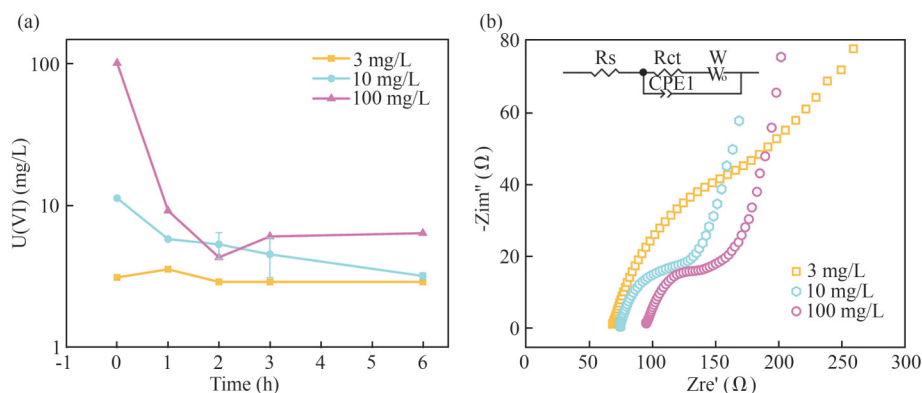 (a)
U(VI) (mg/L)
100
10
1
3 mg/L
10 mg/L
100 mg/L
-1 0 1 2 3 4 5 6
Time (h)
(b)
-Zim″ (Ω)
80
60
40
20
0
Rs Rct W
Wo
CPE1
3 mg/L
10 mg/L
100 mg/L
0 50 100 150 200 300
Zre′ (Ω)